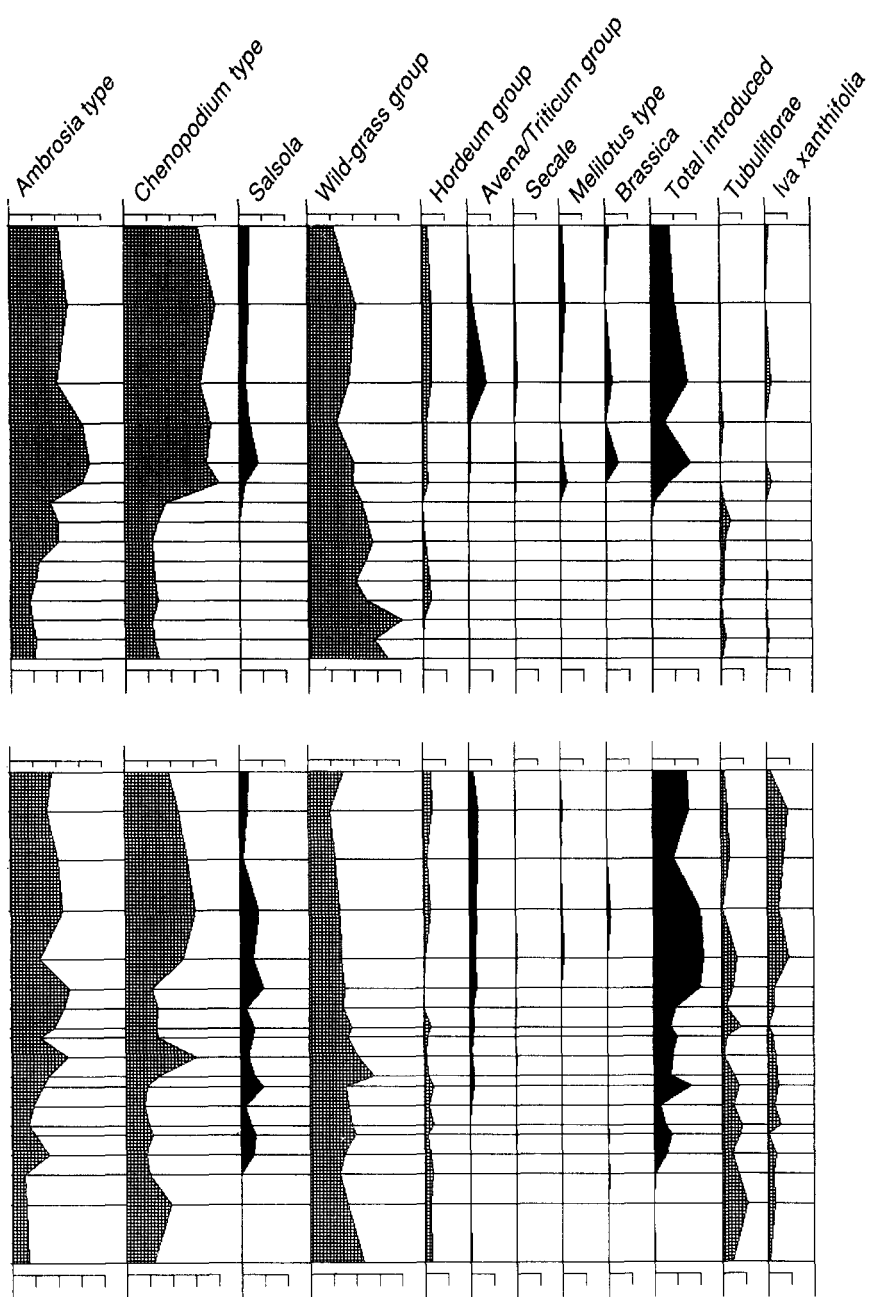 Ambrosia type
Chenopodium type
Salsola
Wild-grass group
Hordeum group
Avena/Triticum group
Secale
Melilotus type
Brassica
Total introduced
Tubuliflorae
Iva xanthifolia